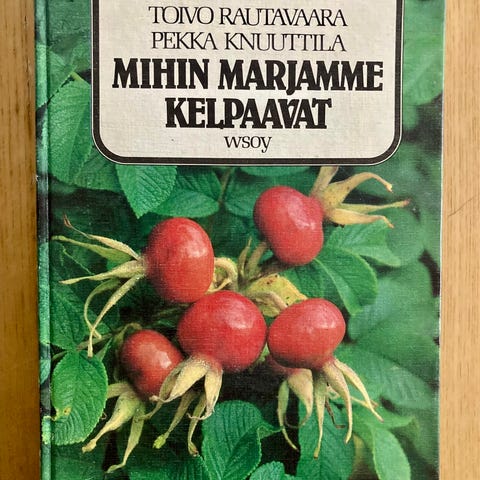 TOIVO RAUTAVAARA
PEKKA KNUUTTILA
MIHIN MARJAMME
KELPAAVAT
wsoy